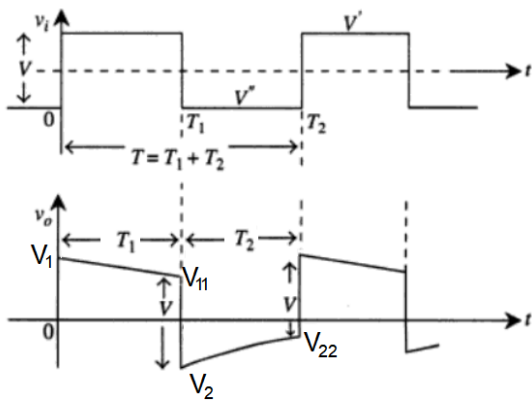 v_i
V'
V
t
V"
0
T_1
T_2
T = T_1 + T_2
v_o
T_1
T_2
V_1
V_11
V
V
0
t
V_22
V_2